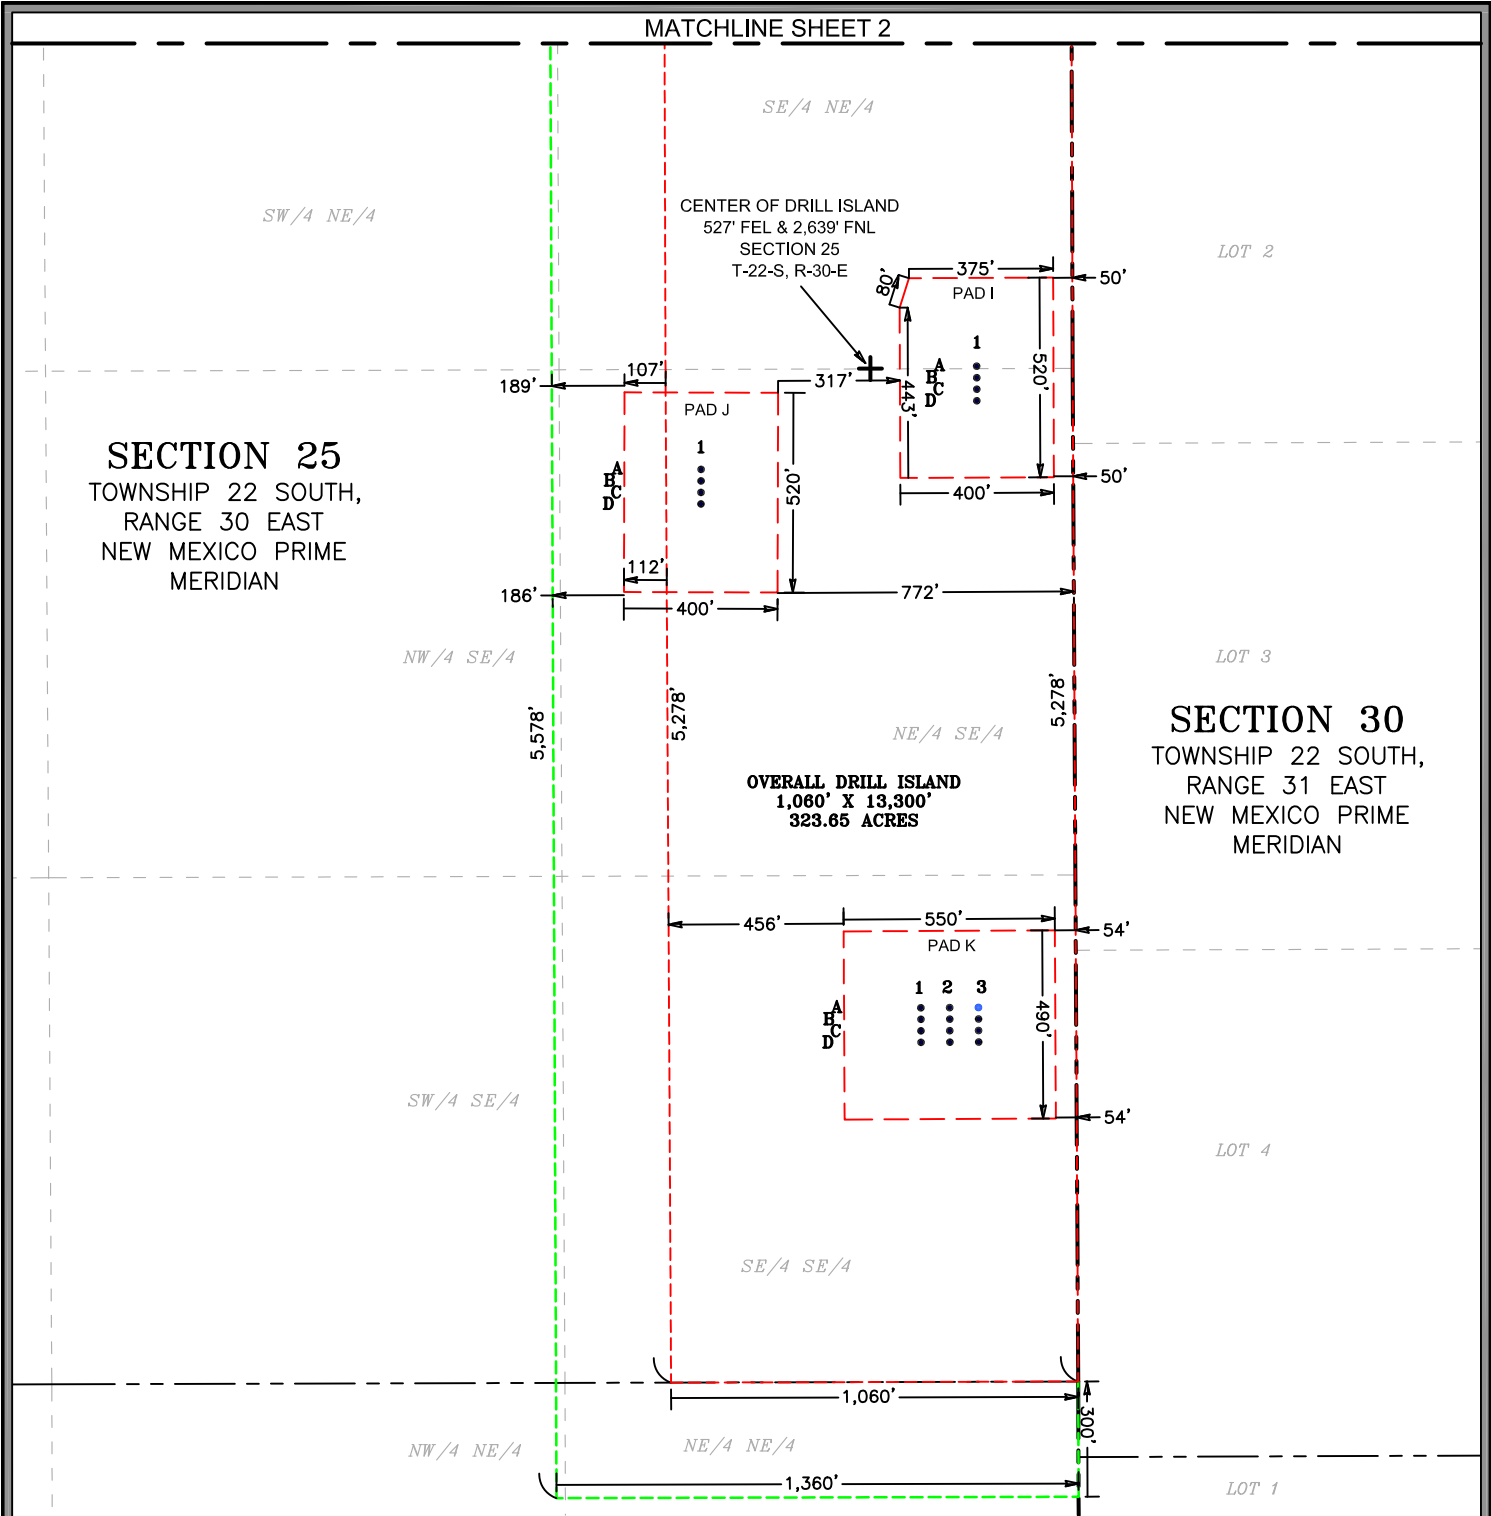 MATCHLINE SHEET 2
SE/4 NE/4
SW/4 NE/4
CENTER OF DRILL ISLAND
527' FEL & 2,639' FNL
SECTION 25
T-22-S, R-30-E
LOT 2
375'
80'
PAD I
50'
1
A
B
C
D
520'
443'
50'
400'
189'
107'
317'
PAD J
1
A
B
C
D
520'
112'
186'
400'
772'
SECTION 25
TOWNSHIP 22 SOUTH,
RANGE 30 EAST
NEW MEXICO PRIME
MERIDIAN
NW/4 SE/4
LOT 3
5,578'
5,278'
5,278'
NE/4 SE/4
SECTION 30
TOWNSHIP 22 SOUTH,
RANGE 31 EAST
NEW MEXICO PRIME
MERIDIAN
OVERALL DRILL ISLAND
1,060' X 13,300'
323.65 ACRES
456'
550'
54'
PAD K
1 2 3
A
B
C
D
490'
54'
SW/4 SE/4
LOT 4
SE/4 SE/4
1,060'
300'
NW/4 NE/4
NE/4 NE/4
1,360'
LOT 1